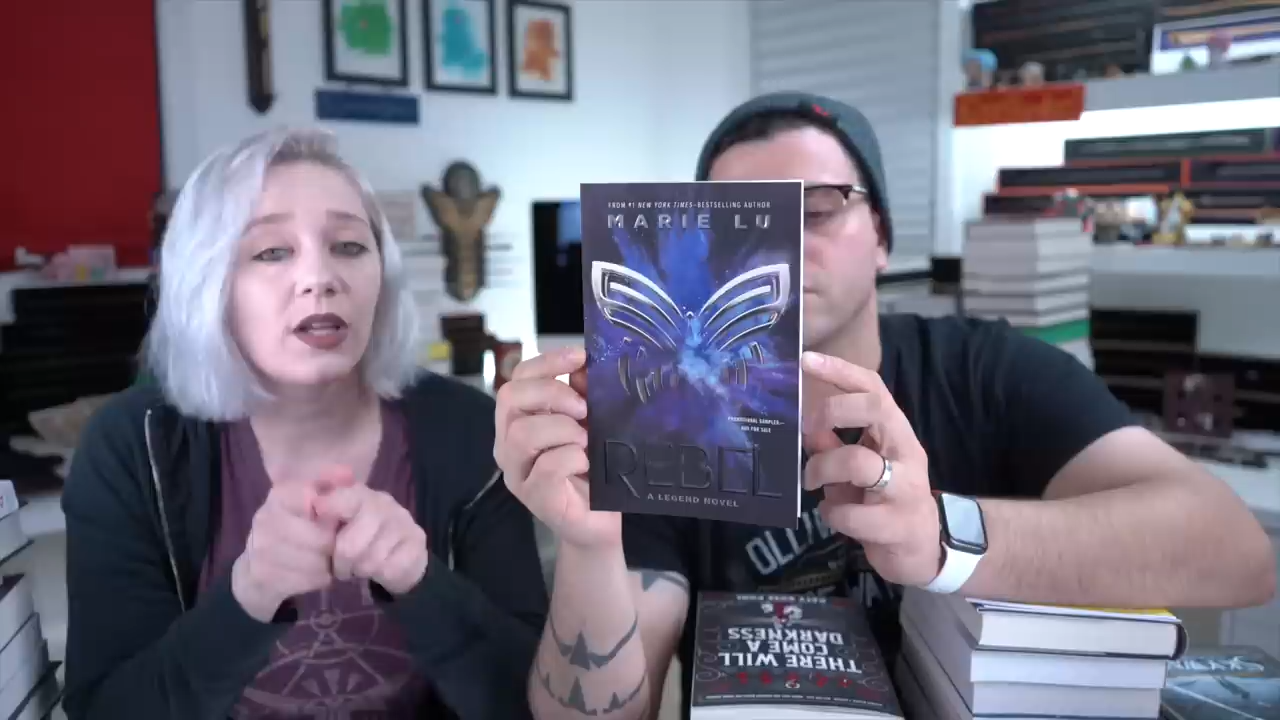 FROM #1 NEW YORK TIMES–BESTSELLING AUTHOR
MARIE LU
PROMOTIONAL SAMPLER—
NOT FOR SALE
REBEL
A LEGEND NOVEL
THERE WILL
COME A
DARKNESS